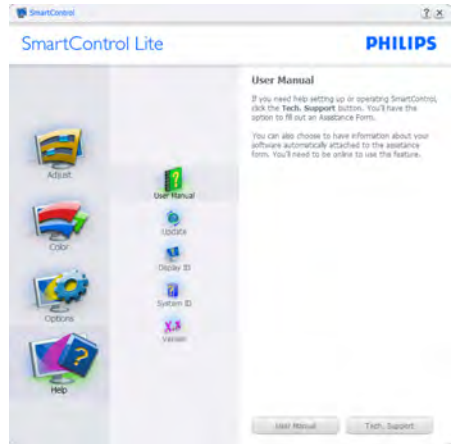 SmartControl
? X
SmartControl Lite
PHILIPS
User Manual
If you need help setting up or operating SmartControl,
click the Tech. Support button. You'll have the
option to fill out an Assistance Form.
You can also choose to have information about your
software automatically attached to the assistance
form. You'll need to be online to use the feature.
Adjust
Color
Options
Help
User Manual
Update
Display ID
System ID
X.x
Version
User Manual
Tech. Support